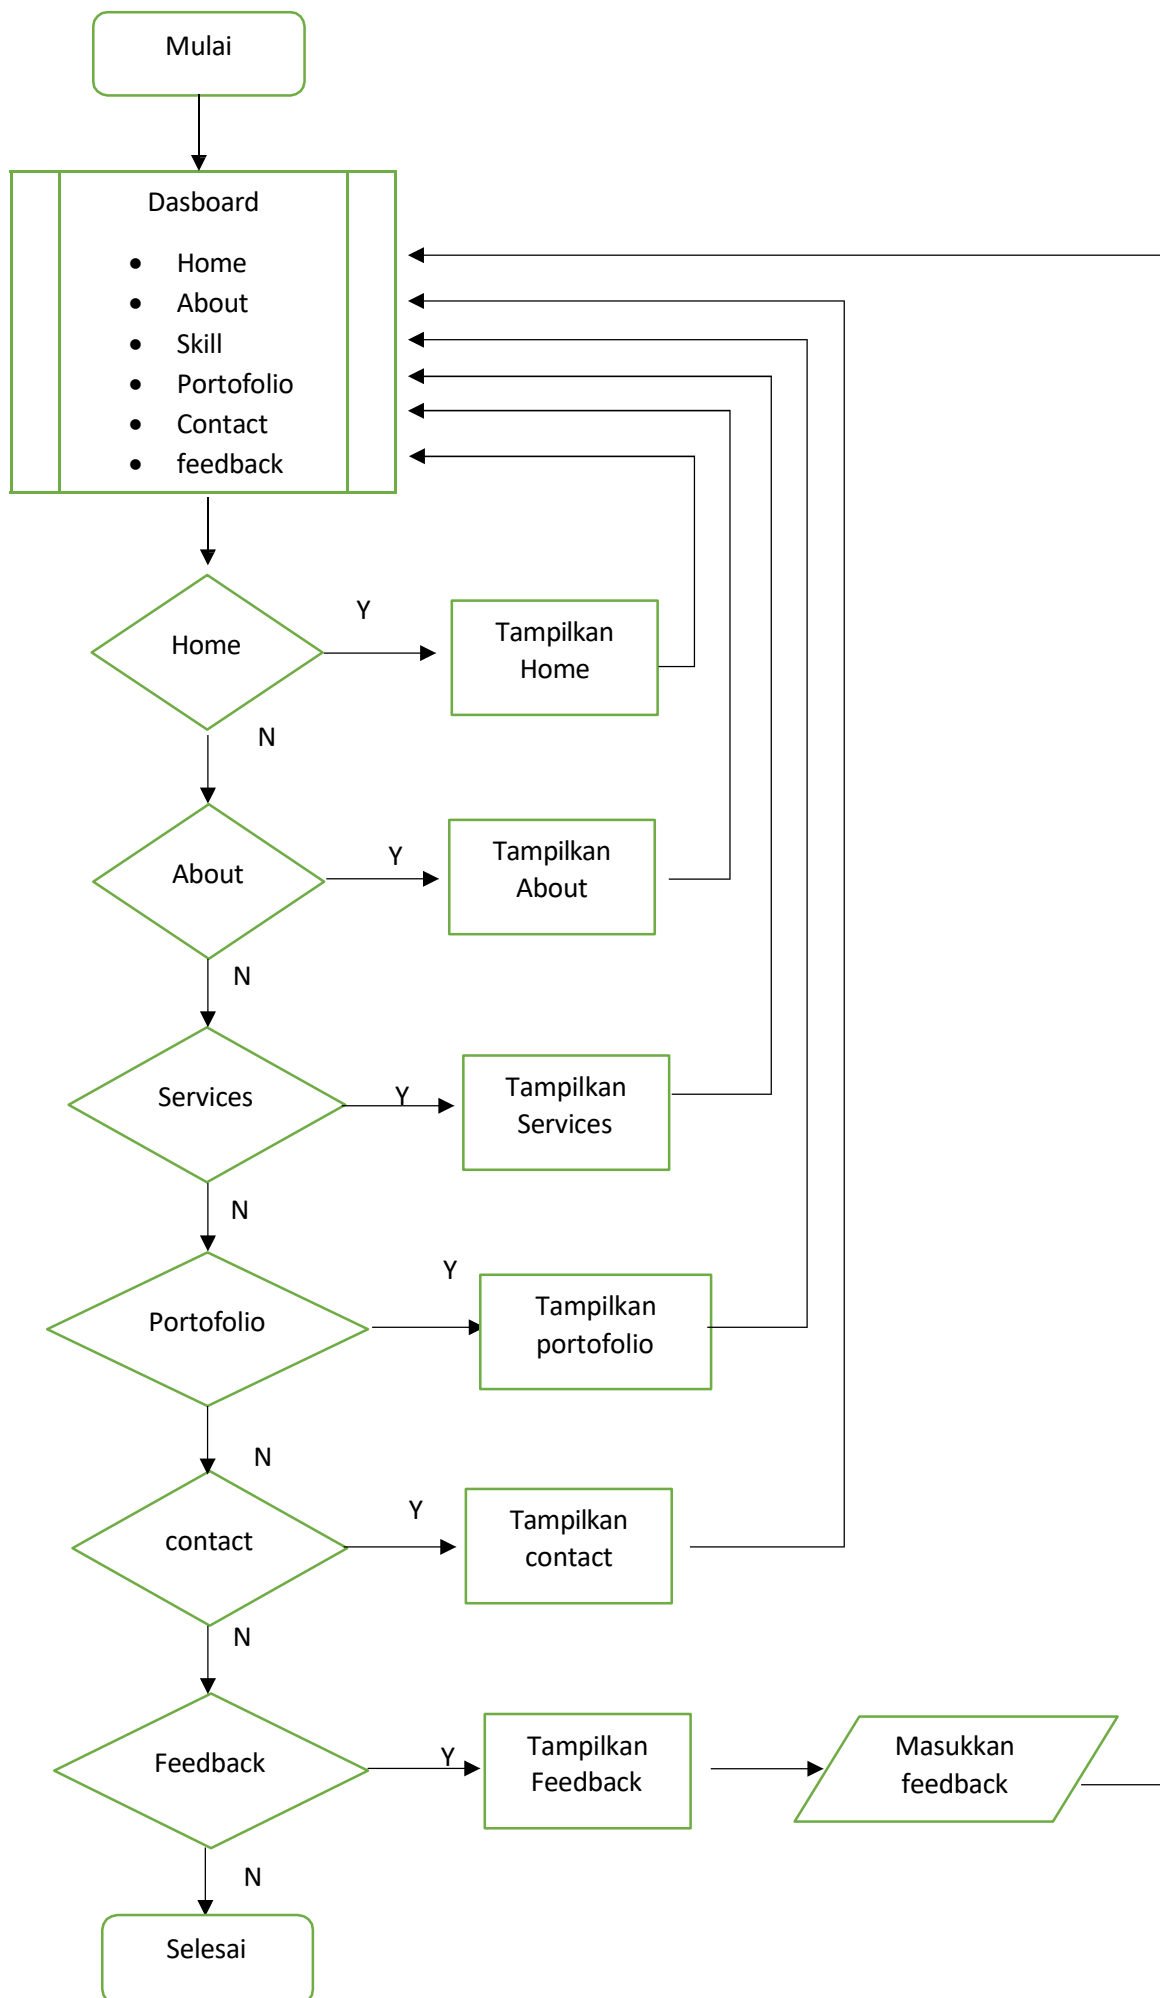 Mulai
Dasboard
• Home
• About
• Skill
• Portofolio
• Contact
• feedback
Home
Y
Tampilkan
Home
N
About
Y
Tampilkan
About
N
Services
Y
Tampilkan
Services
N
Portofolio
Y
Tampilkan
portofolio
N
contact
Y
Tampilkan
contact
N
Feedback
Y
Tampilkan
Feedback
Masukkan
feedback
N
Selesai